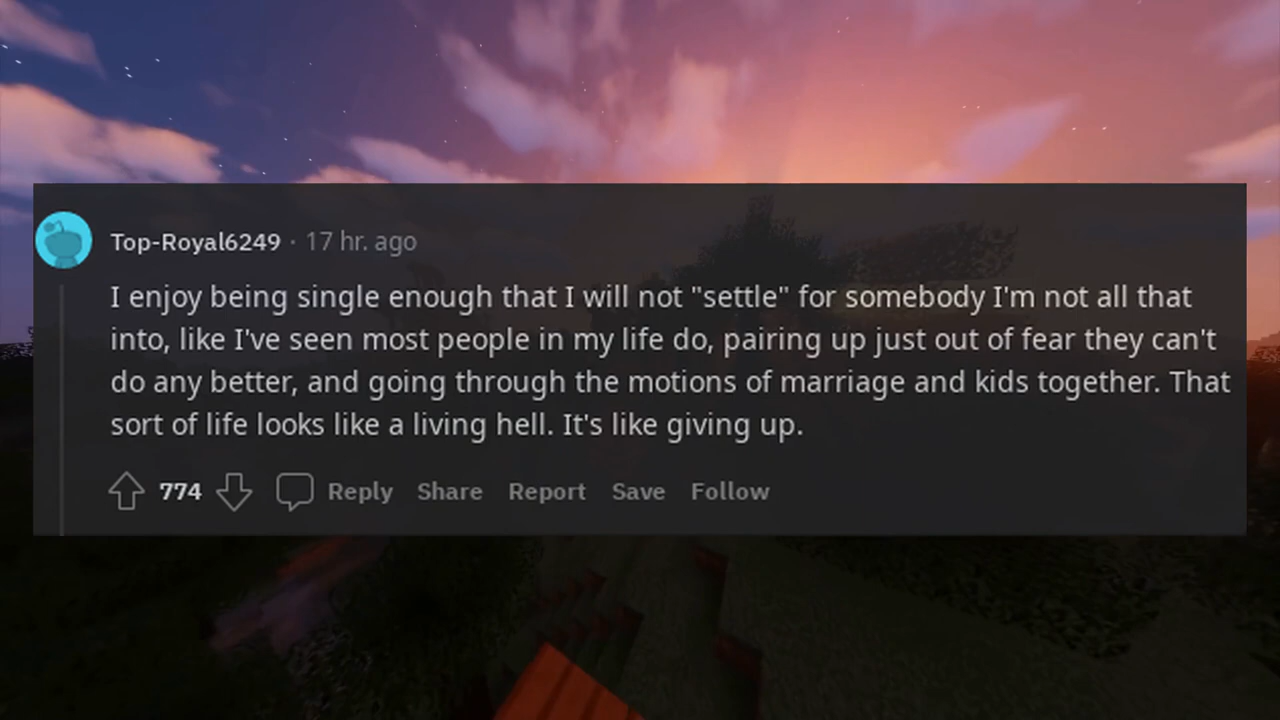 Top-Royal6249 · 17 hr. ago
I enjoy being single enough that I will not "settle" for somebody I'm not all that
into, like I've seen most people in my life do, pairing up just out of fear they can't
do any better, and going through the motions of marriage and kids together. That
sort of life looks like a living hell. It's like giving up.
774 Reply Share Report Save Follow